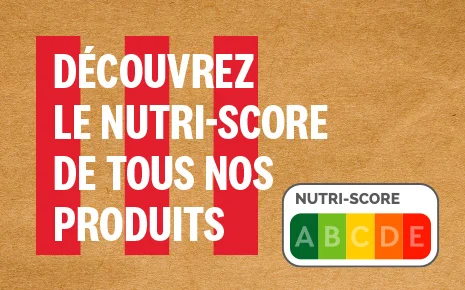 DÉCOUVREZ
LE NUTRI-SCORE
DE TOUS NOS
PRODUITS
NUTRI-SCORE
A B C D E